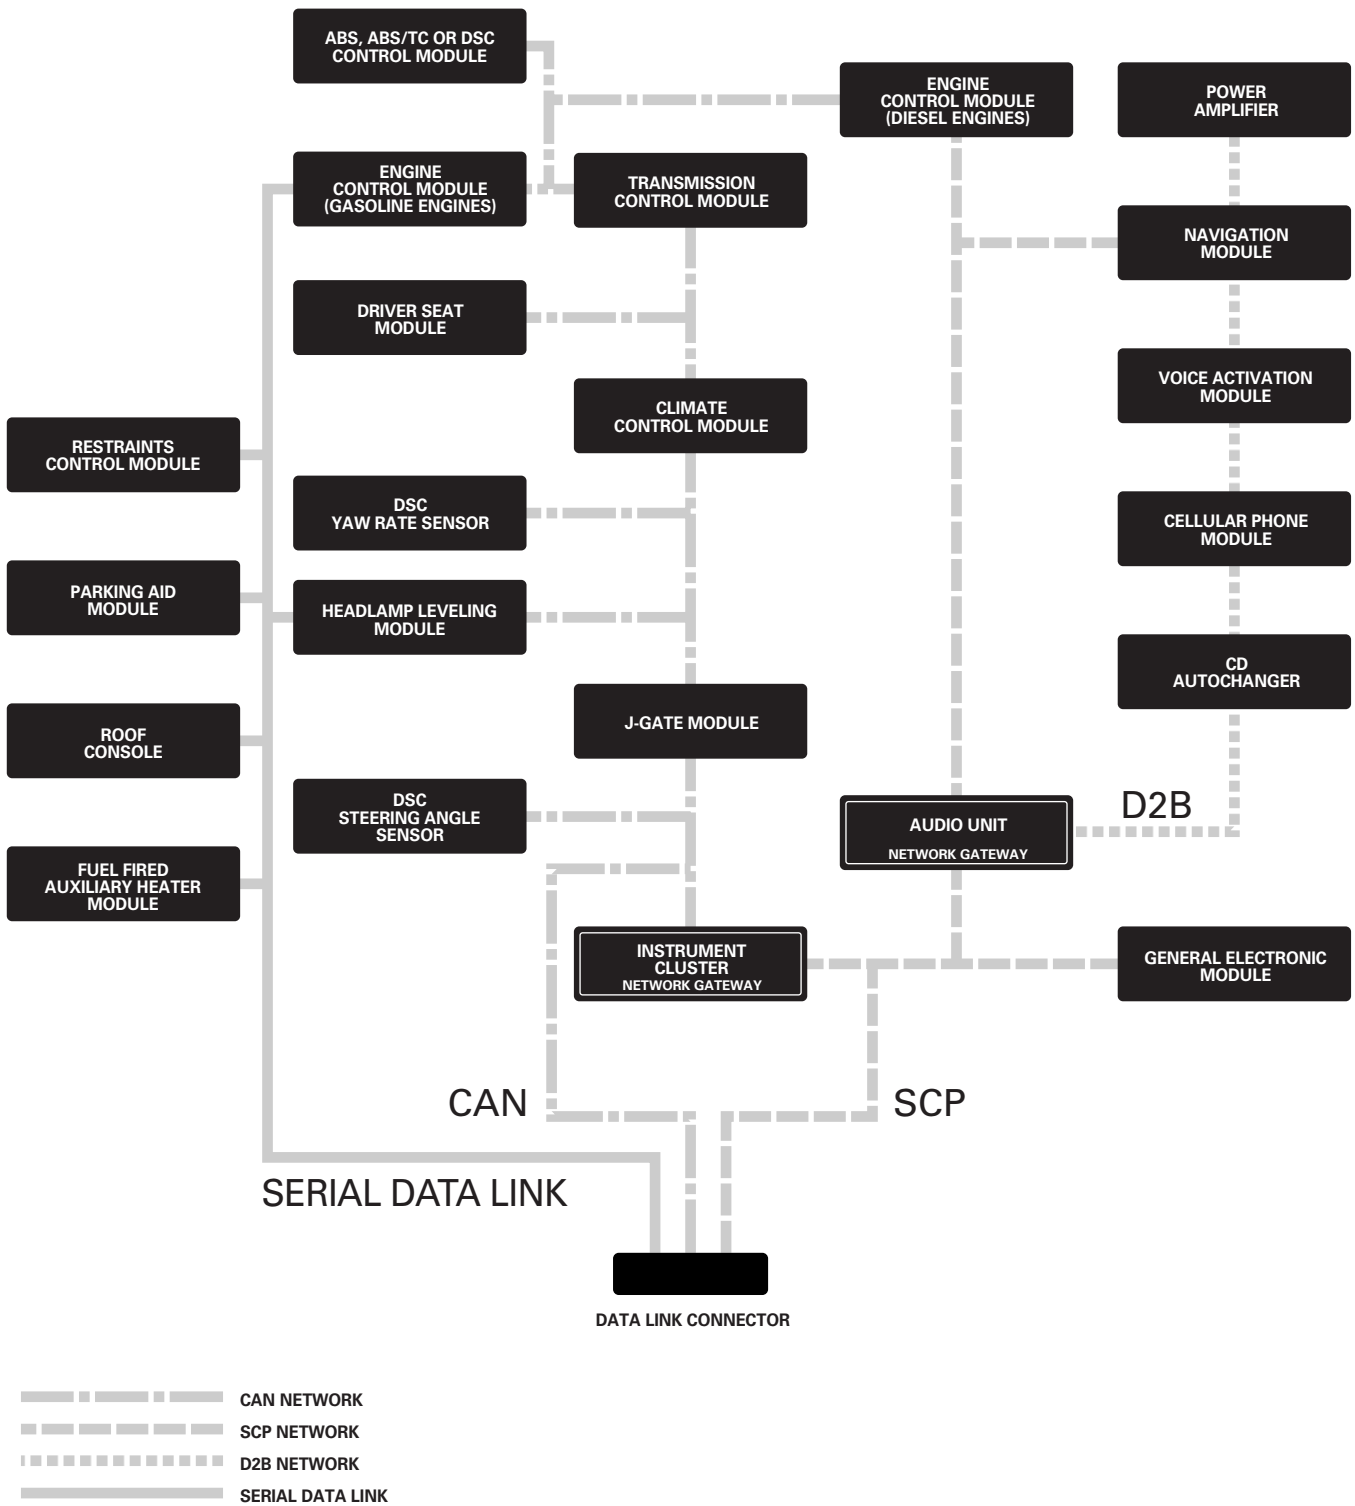 ABS, ABS/TC OR DSC
CONTROL MODULE
ENGINE
CONTROL MODULE
(DIESEL ENGINES)
POWER
AMPLIFIER
ENGINE
CONTROL MODULE
(GASOLINE ENGINES)
TRANSMISSION
CONTROL MODULE
NAVIGATION
MODULE
DRIVER SEAT
MODULE
VOICE ACTIVATION
MODULE
CLIMATE
CONTROL MODULE
RESTRAINTS
CONTROL MODULE
DSC
YAW RATE SENSOR
CELLULAR PHONE
MODULE
PARKING AID
MODULE
HEADLAMP LEVELING
MODULE
CD
AUTOCHANGER
ROOF
CONSOLE
J-GATE MODULE
DSC
STEERING ANGLE
SENSOR
AUDIO UNIT
NETWORK GATEWAY
D2B
FUEL FIRED
AUXILIARY HEATER
MODULE
INSTRUMENT
CLUSTER
NETWORK GATEWAY
GENERAL ELECTRONIC
MODULE
CAN
SCP
SERIAL DATA LINK
DATA LINK CONNECTOR
CAN NETWORK
SCP NETWORK
D2B NETWORK
SERIAL DATA LINK